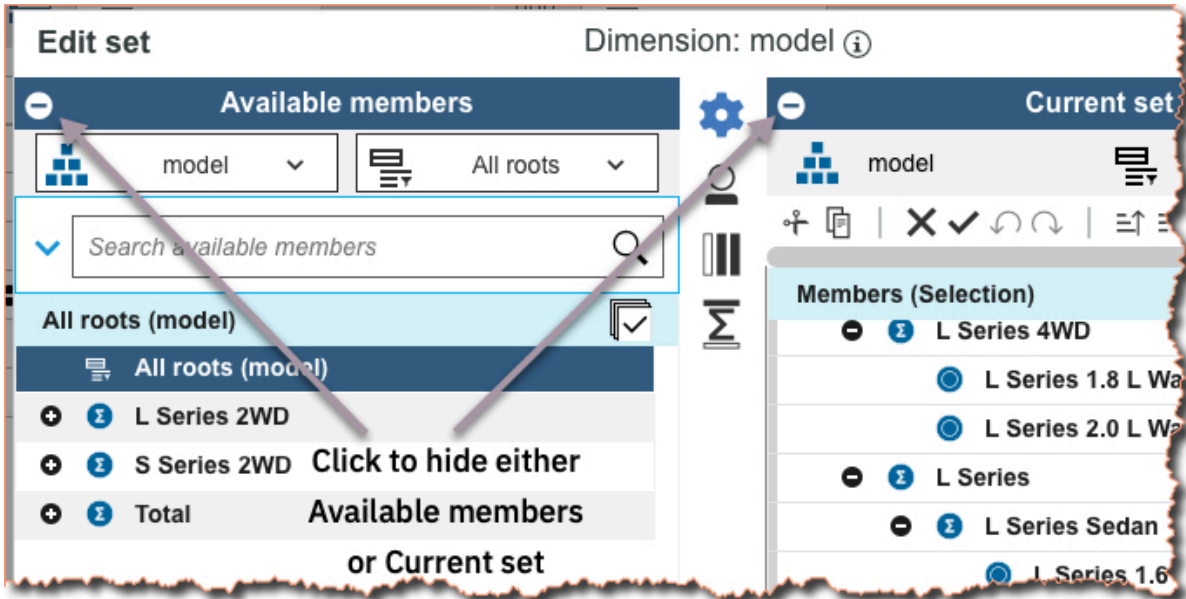 Edit set
Dimension: model
Available members
Current set
model
All roots
model
Search available members
Members (Selection)
All roots (model)
L Series 4WD
All roots (model)
L Series 1.8 L Wa
L Series 2WD
L Series 2.0 L Wa
S Series 2WD
Click to hide either
L Series
Total
Available members
L Series Sedan
or Current set
L Series 1.6